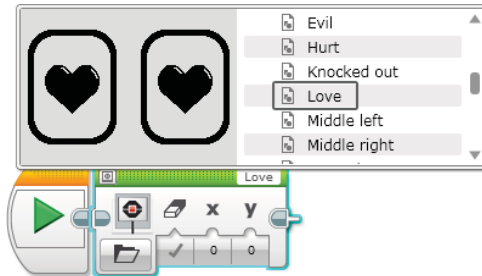 Evil
Hurt
Knocked out
Love
Middle left
Middle right
Love
x y
0 0